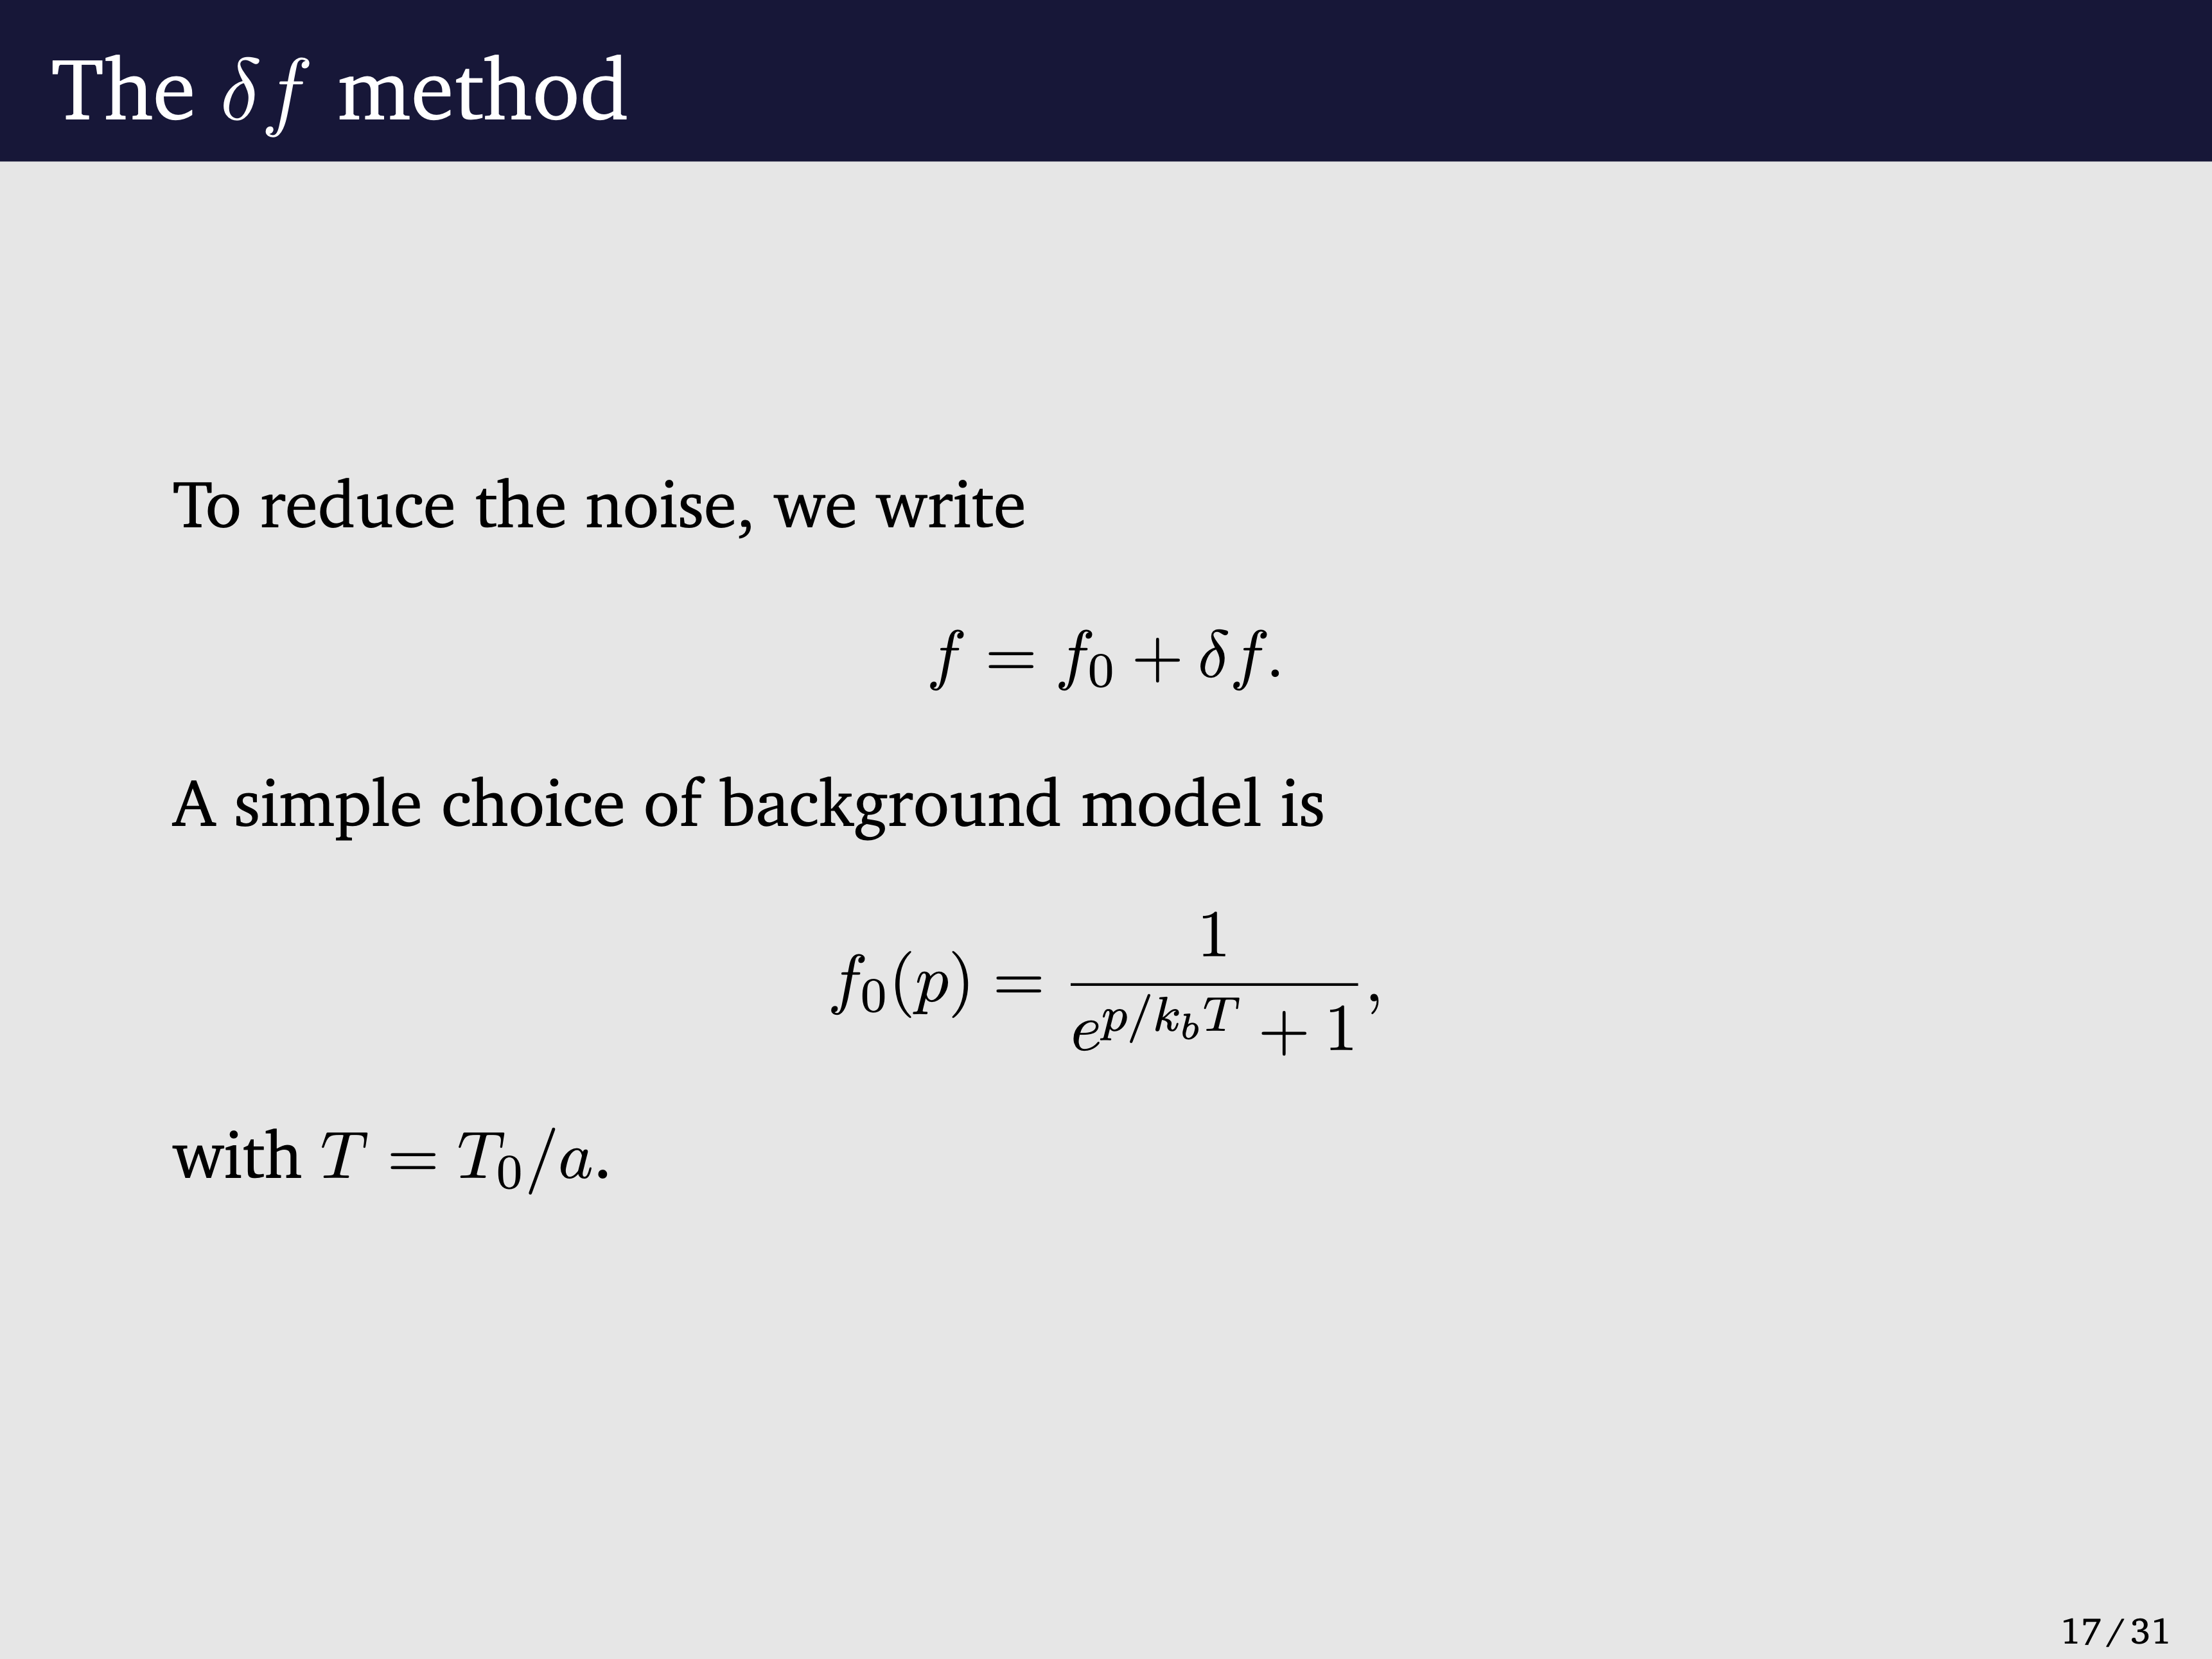 The δf method
To reduce the noise, we write
f = f₀ + δf.
A simple choice of background model is
f₀(p) = 1 / (e^{p/k_bT} + 1),
with T = T₀/a.
17/31